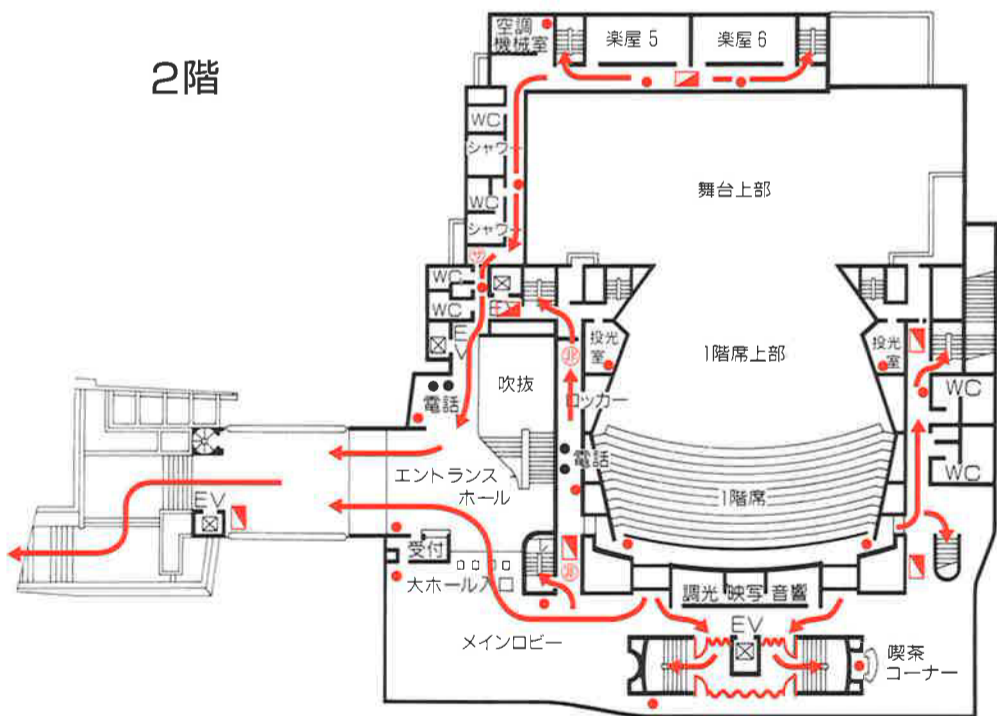 2階
空調
機械室
楽屋 5
楽屋 6
WC
シャワー
WC
シャワー
舞台上部
サ
WC
WC
EV
EV
投光
室
1階席上部
投光
室
吹抜
非
ロッカー
WC
電話
電話
エントランス
ホール
1階席
WC
EV
受付
大ホール入口
非
調光 映写 音響
EV
メインロビー
喫茶
コーナー